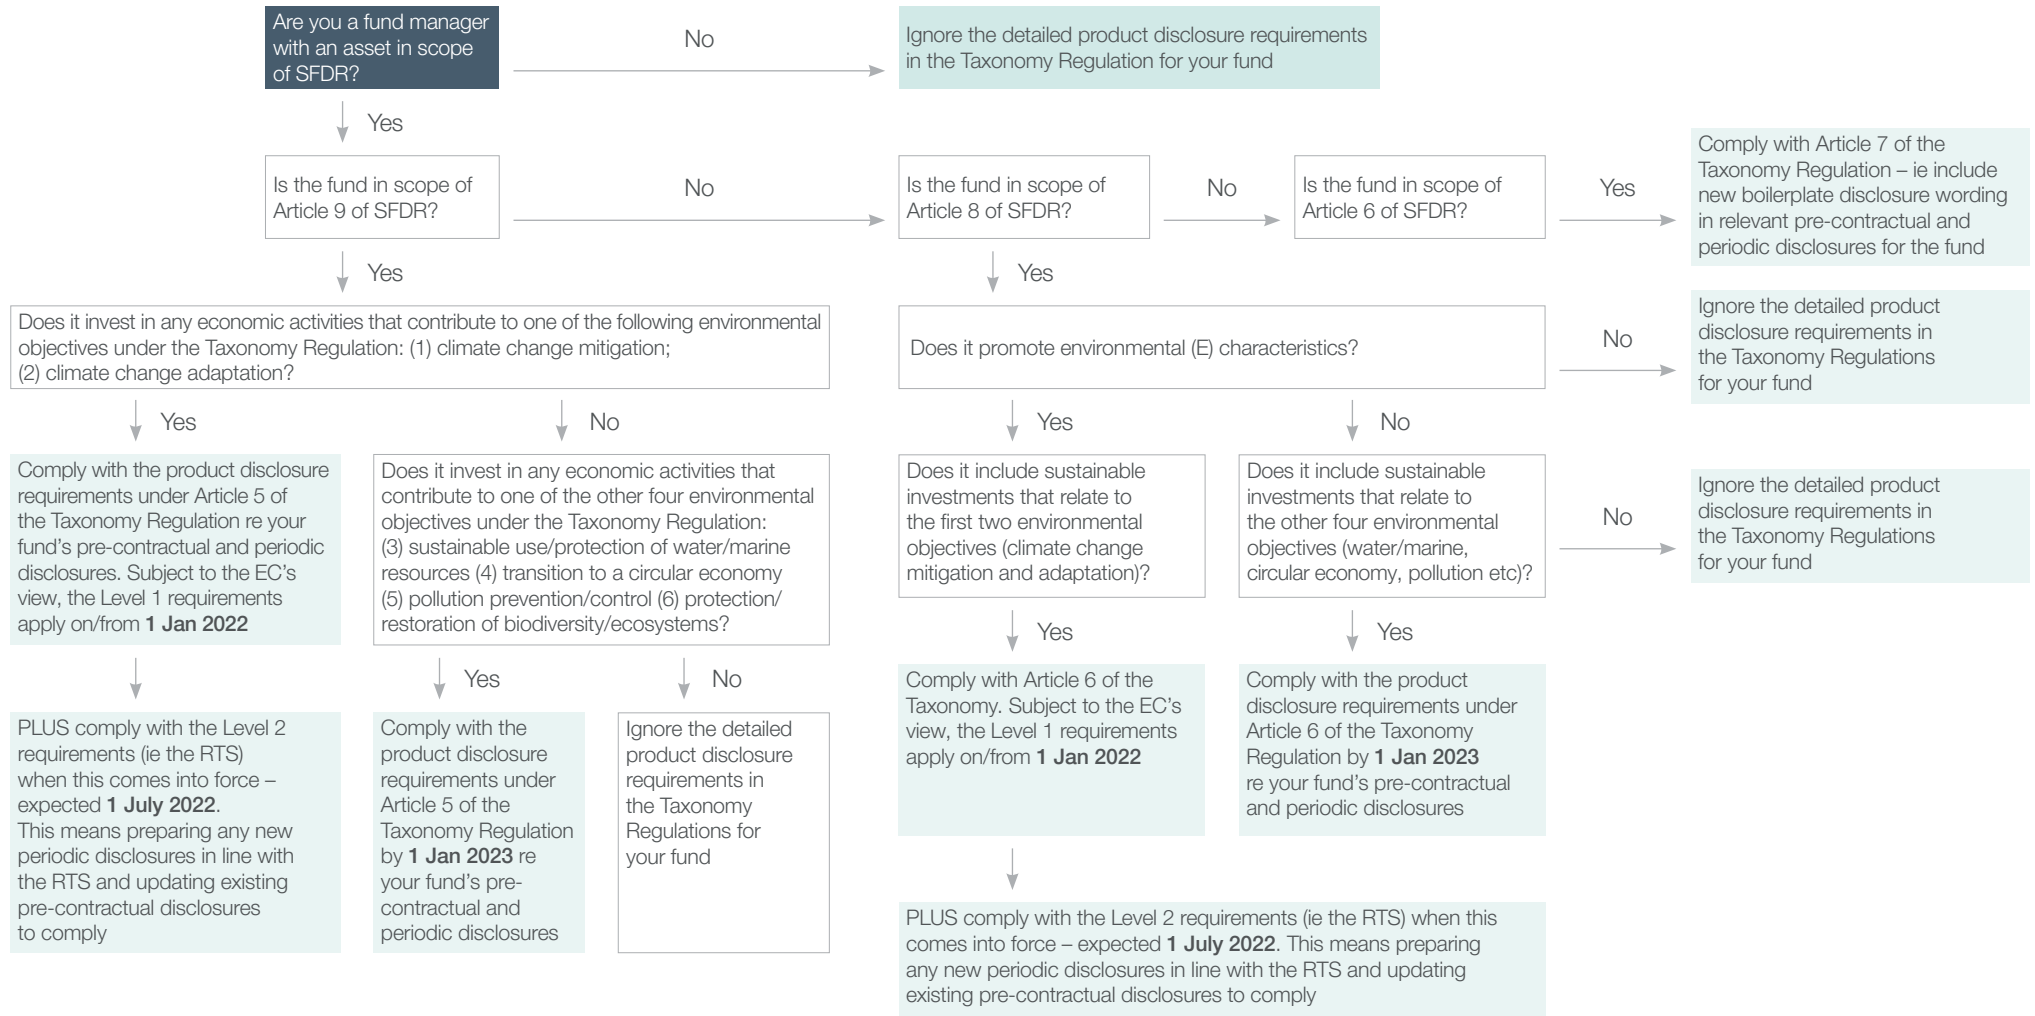 Are you a fund manager
with an asset in scope
of SFDR?
No
Ignore the detailed product disclosure requirements
in the Taxonomy Regulation for your fund
Yes
Is the fund in scope of
Article 9 of SFDR?
No
Is the fund in scope of
Article 8 of SFDR?
No
Is the fund in scope of
Article 6 of SFDR?
Yes
Comply with Article 7 of the
Taxonomy Regulation – ie include
new boilerplate disclosure wording
in relevant pre-contractual and
periodic disclosures for the fund
Yes
Yes
Does it invest in any economic activities that contribute to one of the following environmental
objectives under the Taxonomy Regulation: (1) climate change mitigation;
(2) climate change adaptation?
Does it promote environmental (E) characteristics?
No
Ignore the detailed product
disclosure requirements in
the Taxonomy Regulations
for your fund
Yes
No
Yes
No
Comply with the product disclosure
requirements under Article 5 of
the Taxonomy Regulation re your
fund's pre-contractual and periodic
disclosures. Subject to the EC's
view, the Level 1 requirements
apply on/from 1 Jan 2022
Does it invest in any economic activities that
contribute to one of the other four environmental
objectives under the Taxonomy Regulation:
(3) sustainable use/protection of water/marine
resources (4) transition to a circular economy
(5) pollution prevention/control (6) protection/
restoration of biodiversity/ecosystems?
Does it include sustainable
investments that relate to
the first two environmental
objectives (climate change
mitigation and adaptation)?
Does it include sustainable
investments that relate to
the other four environmental
objectives (water/marine,
circular economy, pollution etc)?
No
Ignore the detailed product
disclosure requirements in
the Taxonomy Regulations
for your fund
Yes
No
Yes
Yes
PLUS comply with the Level 2
requirements (ie the RTS)
when this comes into force –
expected 1 July 2022.
This means preparing any new
periodic disclosures in line with
the RTS and updating existing
pre-contractual disclosures
to comply
Comply with the
product disclosure
requirements under
Article 5 of the
Taxonomy Regulation
by 1 Jan 2023 re
your fund's pre-
contractual and
periodic disclosures
Ignore the detailed
product disclosure
requirements in
the Taxonomy
Regulations for
your fund
Comply with Article 6 of the
Taxonomy. Subject to the EC's
view, the Level 1 requirements
apply on/from 1 Jan 2022
Comply with the product
disclosure requirements under
Article 6 of the Taxonomy
Regulation by 1 Jan 2023
re your fund's pre-contractual
and periodic disclosures
PLUS comply with the Level 2 requirements (ie the RTS) when this
comes into force – expected 1 July 2022. This means preparing
any new periodic disclosures in line with the RTS and updating
existing pre-contractual disclosures to comply